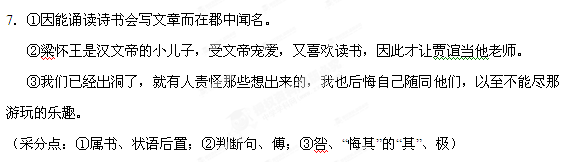 7．①因能诵读诗书会写文章而在郡中闻名。
②梁怀王是汉文帝的小儿子，受文帝宠爱，又喜欢读书，因此才让贾谊当他老师。
③我们已经出洞了，就有人责怪那些想出来的，我也后悔自己随同他们，以至不能尽那
游玩的乐趣。
（采分点：①属书、状语后置；②判断句、傅；③咎、“悔其”的“其”、极）